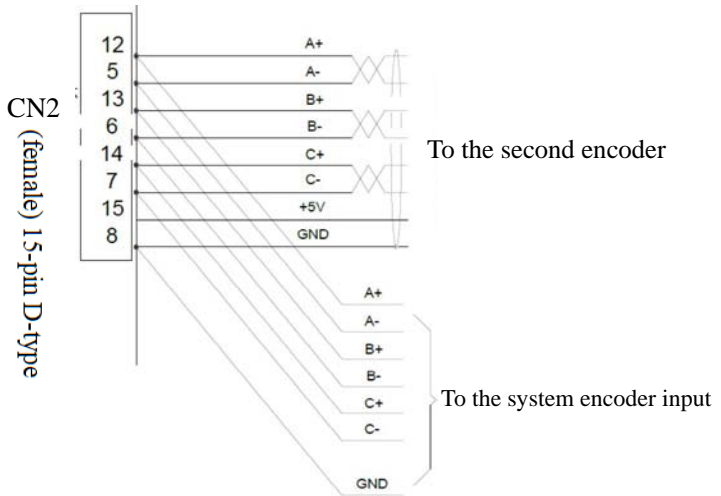 12 A+
5 A-
13 B+
6 B-
14 C+
7 C-
15 +5V
8 GND
CN2
(female) 15-pin D-type
To the second encoder
A+
A-
B+
B-
C+
C-
GND
To the system encoder input